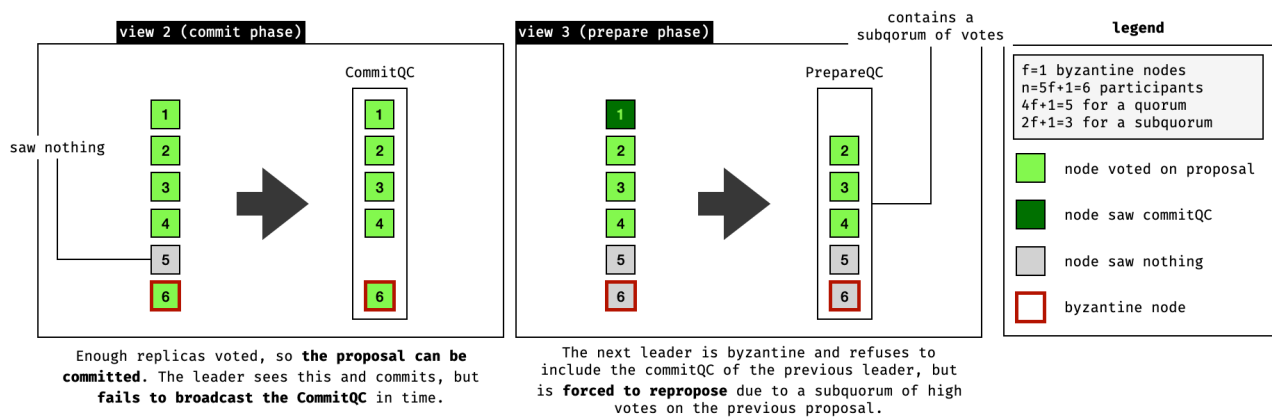 view 2 (commit phase)
CommitQC
1
2
3
4
5
6
1
2
3
4
6
saw nothing
Enough replicas voted, so the proposal can be
committed. The leader sees this and commits, but
fails to broadcast the CommitQC in time.
view 3 (prepare phase)
contains a
subqorum of votes
PrepareQC
1
2
3
4
5
6
2
3
4
5
6
The next leader is byzantine and refuses to
include the commitQC of the previous leader, but
is forced to repropose due to a subquorum of high
votes on the previous proposal.
legend
f=1 byzantine nodes
n=5f+1=6 participants
4f+1=5 for a quorum
2f+1=3 for a subquorum
node voted on proposal
node saw commitQC
node saw nothing
byzantine node